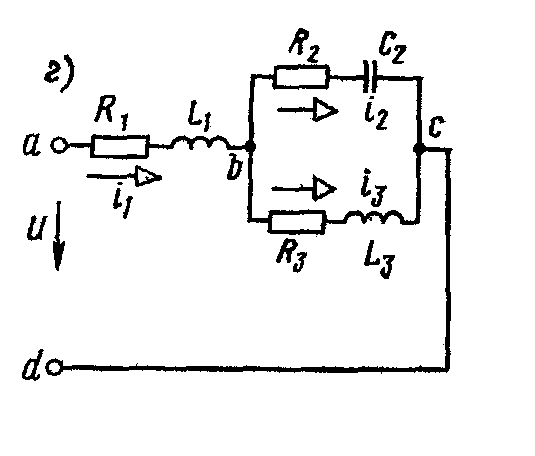 г)
R₂ C₂
R₁ L₁
i₂
a b c
i₁ i₃
u
R₃ L₃
d